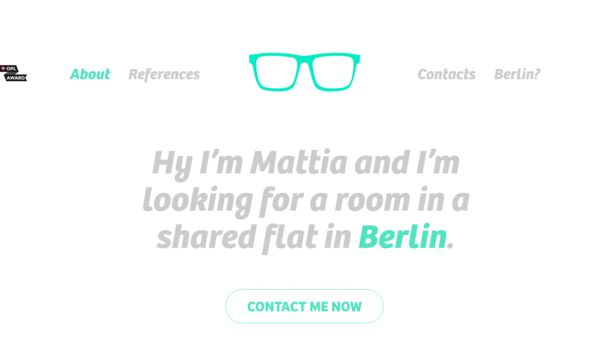 OPL
AWARDS
About
References
Contacts
Berlin?
Hy I'm Mattia and I'm
looking for a room in a
shared flat in Berlin.
CONTACT ME NOW